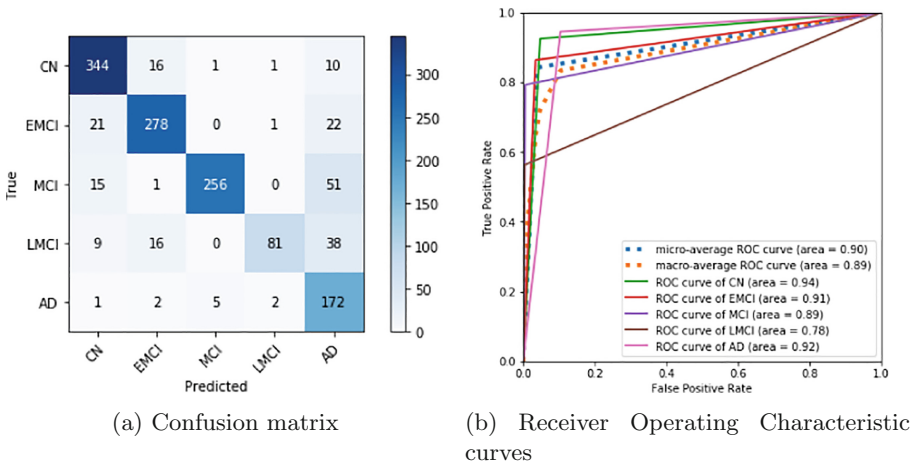 CN 344 16 1 1 10
EMCI 21 278 0 1 22
MCI 15 1 256 0 51
LMCI 9 16 0 81 38
AD 1 2 5 2 172
True
CN EMCI MCI LMCI AD
Predicted
300
250
200
150
100
50
0
1.0
0.8
0.6
0.4
0.2
0.0
True Positive Rate
micro-average ROC curve (area = 0.90)
macro-average ROC curve (area = 0.89)
ROC curve of CN (area = 0.94)
ROC curve of EMCI (area = 0.91)
ROC curve of MCI (area = 0.89)
ROC curve of LMCI (area = 0.78)
ROC curve of AD (area = 0.92)
0.0 0.2 0.4 0.6 0.8 1.0
False Positive Rate
(a) Confusion matrix
(b) Receiver Operating Characteristic
curves